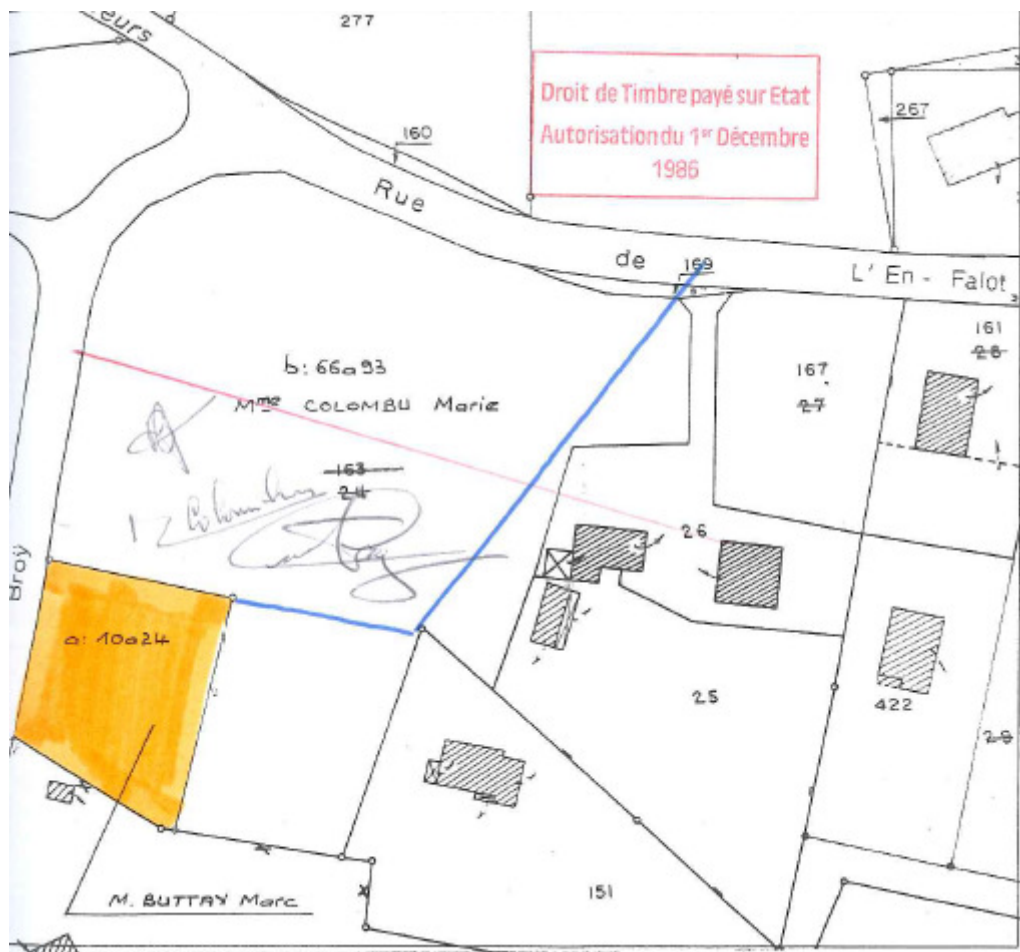 eurs
277
Droit de Timbre payé sur Etat
Autorisation du 1er Décembre
1986
267
160
Rue
de
169
L' En - Falot
161
28
b: 66a93
Mme COLOMBU Marie
167
27
163
24
Colombu
26
Broÿ
a: 10a24
25
422
29
M. BUTTAY Marc
151